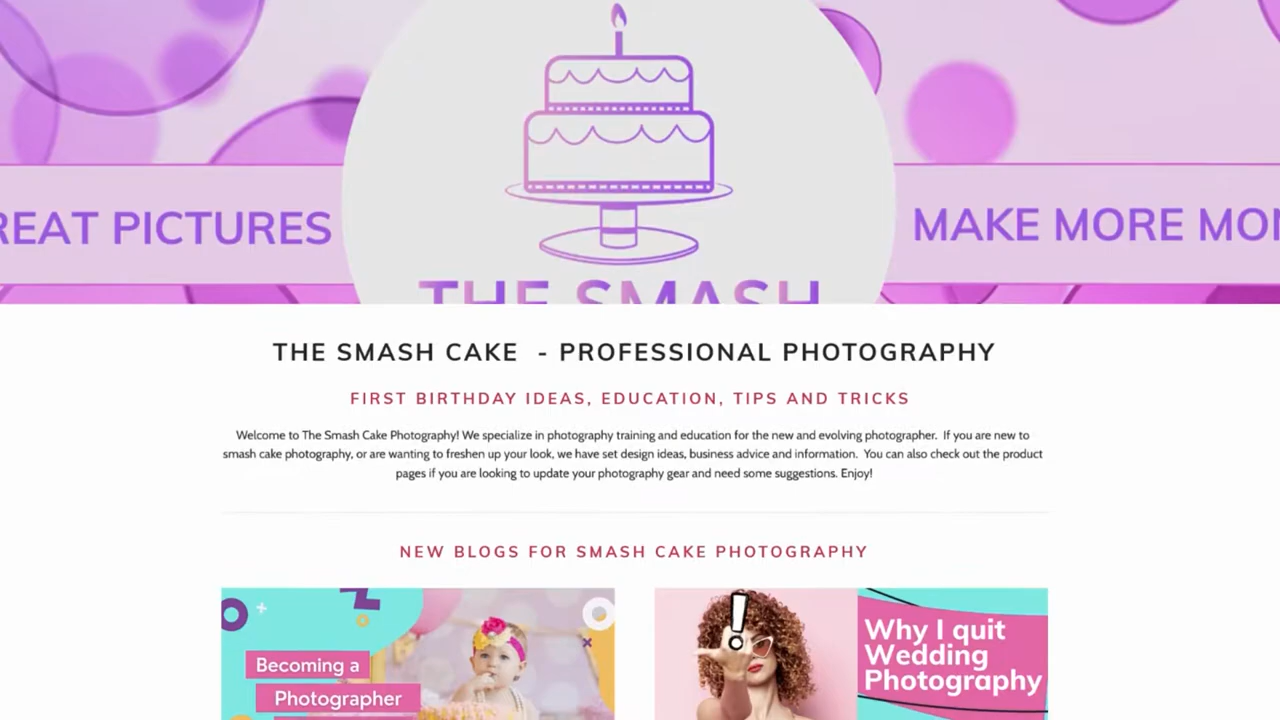 REAT PICTURES
MAKE MORE MO
THE SMASH
THE SMASH CAKE - PROFESSIONAL PHOTOGRAPHY
FIRST BIRTHDAY IDEAS, EDUCATION, TIPS AND TRICKS
Welcome to The Smash Cake Photography! We specialize in photography training and education for the new and evolving photographer. If you are new to
smash cake photography, or are wanting to freshen up your look, we have set design ideas, business advice and information. You can also check out the product
pages if you are looking to update your photography gear and need some suggestions. Enjoy!
NEW BLOGS FOR SMASH CAKE PHOTOGRAPHY
Becoming a
Photographer
Why I quit
Wedding
Photography